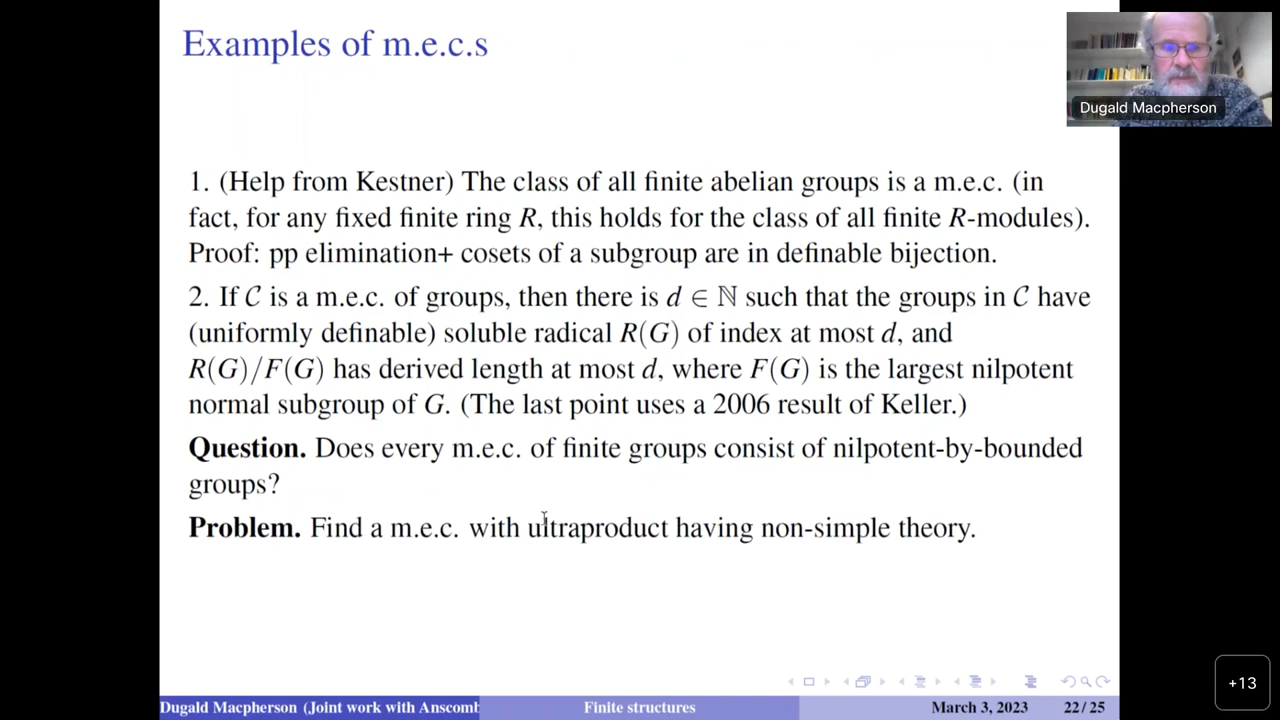 Examples of m.e.c.s
Dugald Macpherson
1. (Help from Kestner) The class of all finite abelian groups is a m.e.c. (in
fact, for any fixed finite ring R, this holds for the class of all finite R-modules).
Proof: pp elimination+ cosets of a subgroup are in definable bijection.
2. If C is a m.e.c. of groups, then there is d ∈ ℕ such that the groups in C have
(uniformly definable) soluble radical R(G) of index at most d, and
R(G)/F(G) has derived length at most d, where F(G) is the largest nilpotent
normal subgroup of G. (The last point uses a 2006 result of Keller.)
Question. Does every m.e.c. of finite groups consist of nilpotent-by-bounded
groups?
Problem. Find a m.e.c. with ultraproduct having non-simple theory.
+13
Dugald Macpherson (Joint work with Anscomb
Finite structures
March 3, 2023
22/25